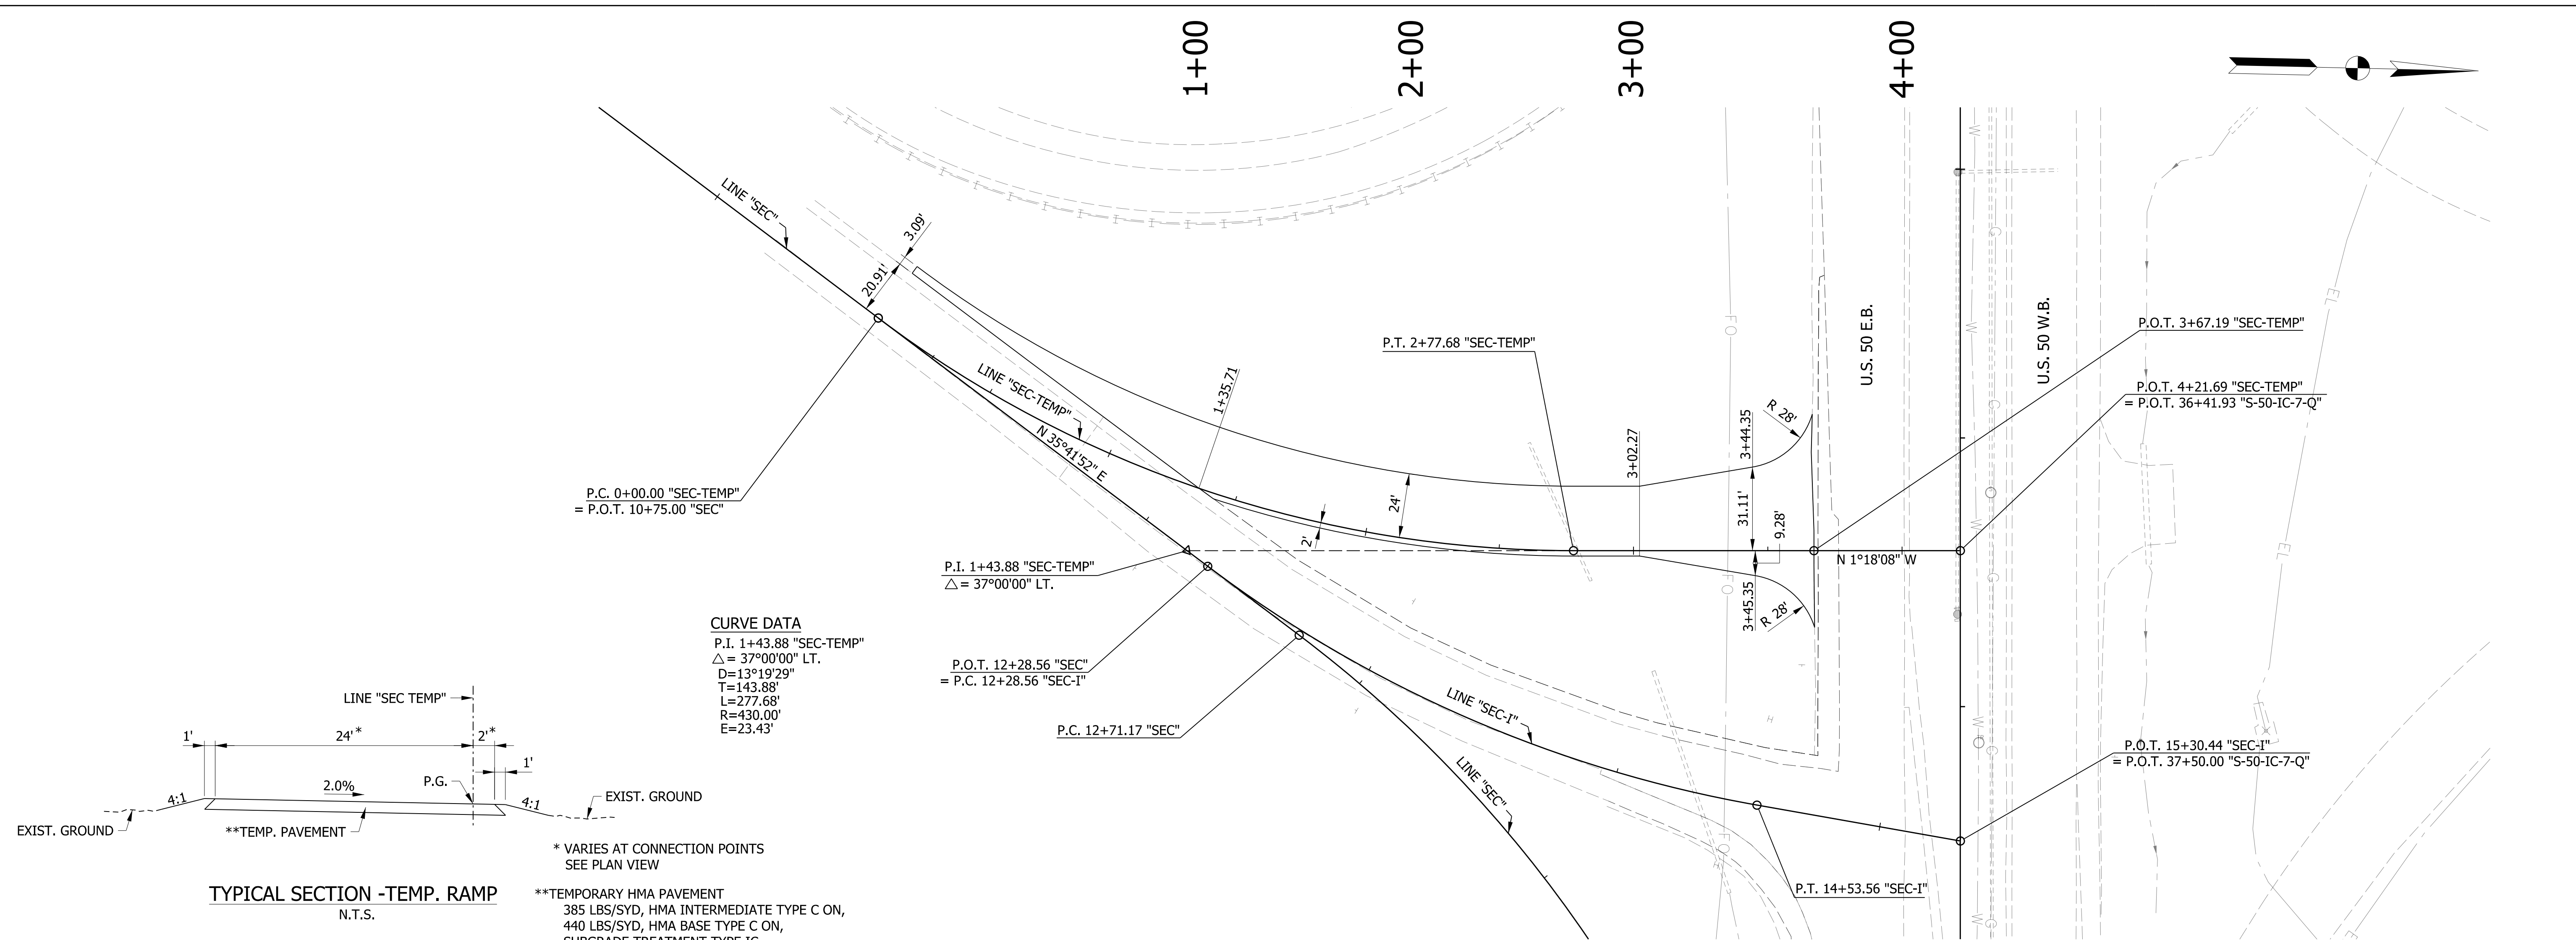 1+00
2+00
3+00
4+00
LINE "SEC"
3.09'
20.91'
LINE "SEC-TEMP"
N 35°41'52" E
1+35.71
P.T. 2+77.68 "SEC-TEMP"
24'
2'
3+02.27
3+44.35
R 28'
31.11'
9.28'
3+45.35
R 28'
U.S. 50 E.B.
U.S. 50 W.B.
N 1°18'08" W
P.O.T. 3+67.19 "SEC-TEMP"
P.O.T. 4+21.69 "SEC-TEMP"
= P.O.T. 36+41.93 "S-50-IC-7-Q"
P.C. 0+00.00 "SEC-TEMP"
= P.O.T. 10+75.00 "SEC"
P.I. 1+43.88 "SEC-TEMP"
△= 37°00'00" LT.
P.O.T. 12+28.56 "SEC"
= P.C. 12+28.56 "SEC-I"
P.C. 12+71.17 "SEC"
LINE "SEC-I"
LINE "SEC"
P.T. 14+53.56 "SEC-I"
P.O.T. 15+30.44 "SEC-I"
= P.O.T. 37+50.00 "S-50-IC-7-Q"
FO
FO
FO
W
W
W
W
G
G
G
G
G
EL
EL
E
CURVE DATA
P.I. 1+43.88 "SEC-TEMP"
△= 37°00'00" LT.
D=13°19'29"
T=143.88'
L=277.68'
R=430.00'
E=23.43'
LINE "SEC TEMP"
1'
24'*
2'*
1'
2.0%
P.G.
4:1
4:1
EXIST. GROUND
EXIST. GROUND
**TEMP. PAVEMENT
* VARIES AT CONNECTION POINTS
SEE PLAN VIEW
TYPICAL SECTION -TEMP. RAMP
N.T.S.
**TEMPORARY HMA PAVEMENT
385 LBS/SYD, HMA INTERMEDIATE TYPE C ON,
440 LBS/SYD, HMA BASE TYPE C ON,
SUBGRADE TREATMENT TYPE IC